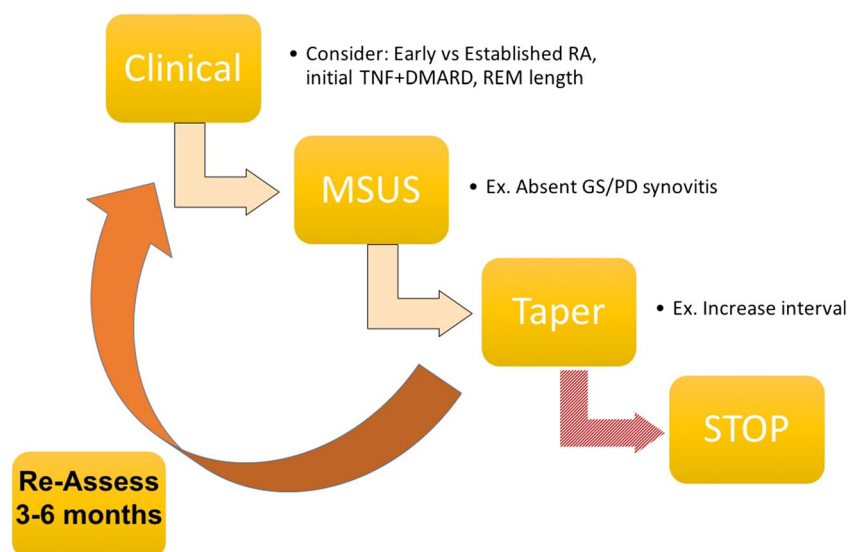 Clinical
• Consider: Early vs Established RA,
initial TNF+DMARD, REM length
MSUS
• Ex. Absent GS/PD synovitis
Taper
• Ex. Increase interval
STOP
Re-Assess
3-6 months